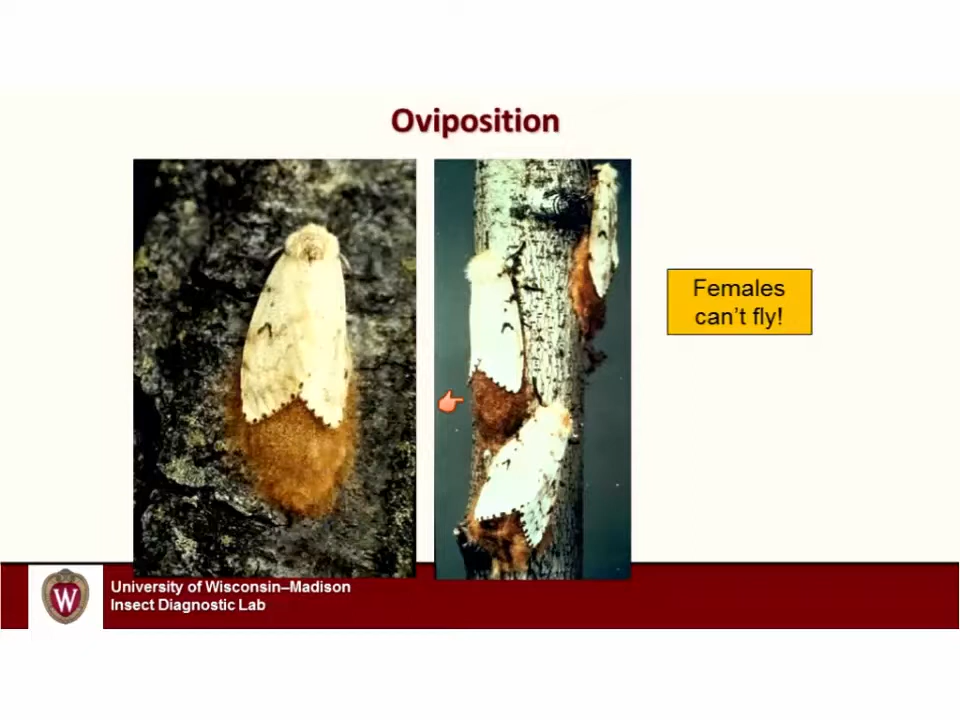 Oviposition
Females
can't fly!
W
University of Wisconsin–Madison
Insect Diagnostic Lab